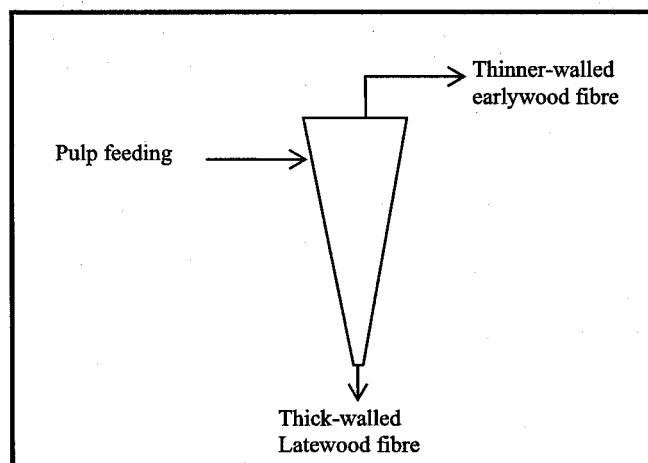 Thinner-walled
earlywood fibre
Pulp feeding
Thick-walled
Latewood fibre